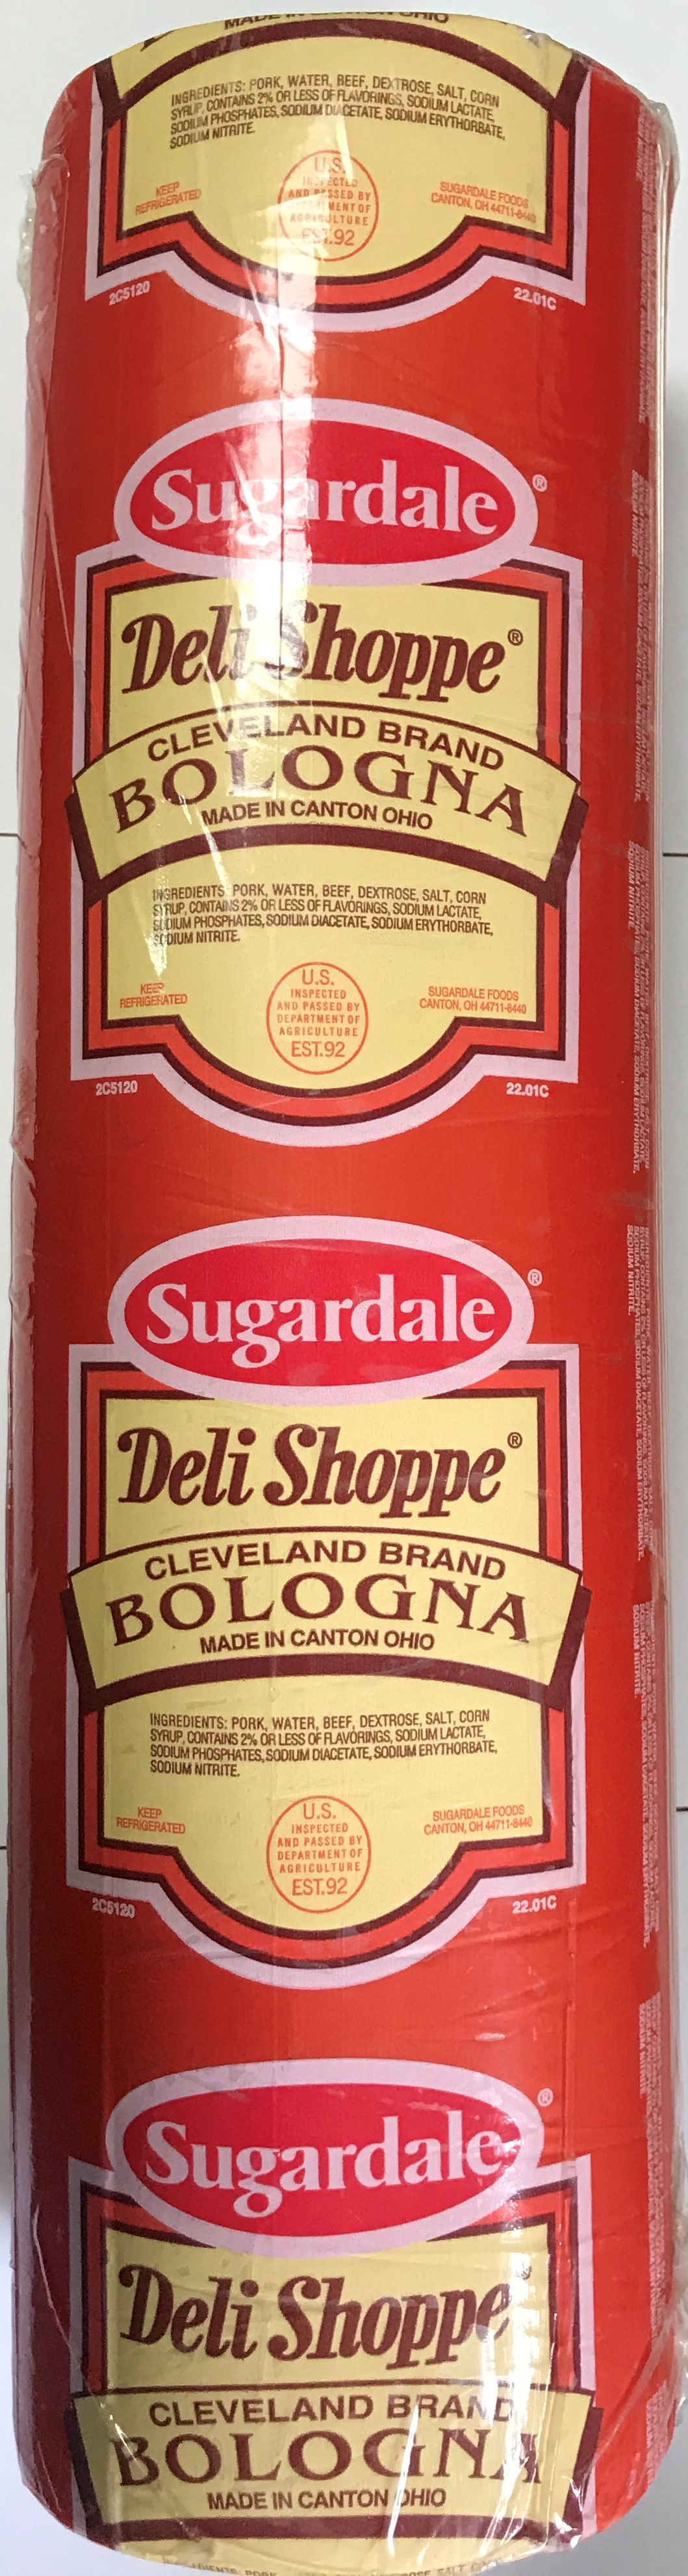 MADE IN CANTON OHIO
INGREDIENTS: PORK, WATER, BEEF, DEXTROSE, SALT, CORN
SYRUP, CONTAINS 2% OR LESS OF FLAVORINGS, SODIUM LACTATE,
SODIUM PHOSPHATES, SODIUM DIACETATE, SODIUM ERYTHORBATE,
SODIUM NITRITE.
KEEP
REFRIGERATED
U.S.
INSPECTED
AND PASSED BY
DEPARTMENT OF
AGRICULTURE
EST.92
SUGARDALE FOODS
CANTON, OH 44711-8440
2C5120
22.01C
Sugardale®
Deli Shoppe®
CLEVELAND BRAND
BOLOGNA
MADE IN CANTON OHIO
INGREDIENTS: PORK, WATER, BEEF, DEXTROSE, SALT, CORN
SYRUP, CONTAINS 2% OR LESS OF FLAVORINGS, SODIUM LACTATE,
SODIUM PHOSPHATES, SODIUM DIACETATE, SODIUM ERYTHORBATE,
SODIUM NITRITE.
KEEP
REFRIGERATED
U.S.
INSPECTED
AND PASSED BY
DEPARTMENT OF
AGRICULTURE
EST.92
SUGARDALE FOODS
CANTON, OH 44711-8440
2C5120
22.01C
Sugardale®
Deli Shoppe®
CLEVELAND BRAND
BOLOGNA
MADE IN CANTON OHIO
INGREDIENTS: PORK, WATER, BEEF, DEXTROSE, SALT, CORN
SYRUP, CONTAINS 2% OR LESS OF FLAVORINGS, SODIUM LACTATE,
SODIUM PHOSPHATES, SODIUM DIACETATE, SODIUM ERYTHORBATE,
SODIUM NITRITE.
KEEP
REFRIGERATED
U.S.
INSPECTED
AND PASSED BY
DEPARTMENT OF
AGRICULTURE
EST.92
SUGARDALE FOODS
CANTON, OH 44711-8440
2C5120
22.01C
Sugardale®
Deli Shoppe®
CLEVELAND BRAND
BOLOGNA
MADE IN CANTON OHIO